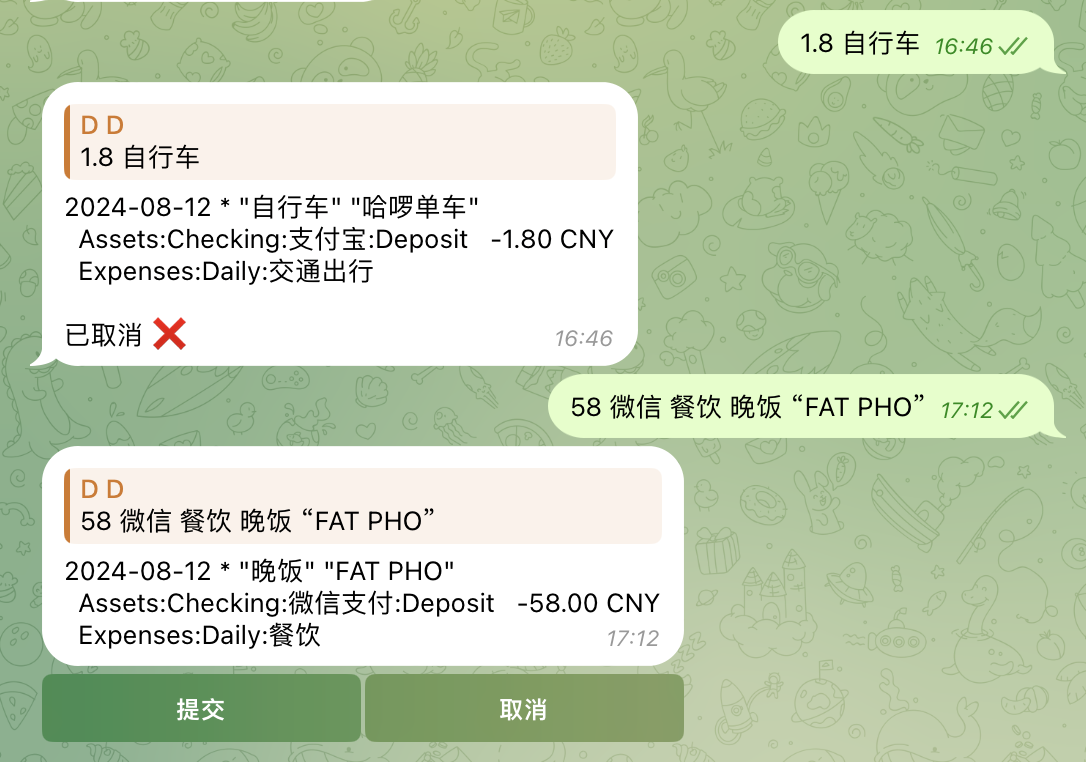 1.8 自行车 16:46
D D
1.8 自行车
2024-08-12 * "自行车" "哈啰单车"
Assets:Checking:支付宝:Deposit -1.80 CNY
Expenses:Daily:交通出行
已取消 ❌ 16:46
58 微信 餐饮 晚饭 “FAT PHO” 17:12
D D
58 微信 餐饮 晚饭 “FAT PHO”
2024-08-12 * "晚饭" "FAT PHO"
Assets:Checking:微信支付:Deposit -58.00 CNY
Expenses:Daily:餐饮 17:12
提交 取消